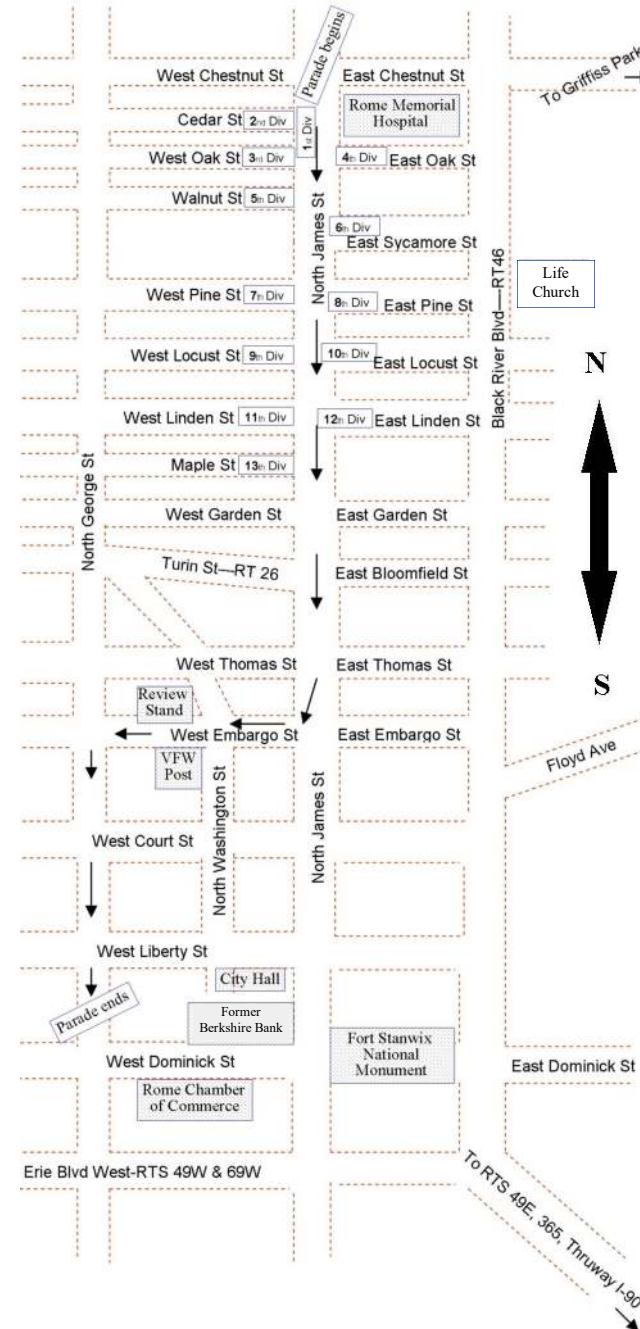 Parade begins
West Chestnut St
East Chestnut St
To Griffiss Park
Rome Memorial
Hospital
Cedar St
2nd Div
1st Div
West Oak St
3rd Div
4th Div
East Oak St
Walnut St
5th Div
6th Div
East Sycamore St
North James St
Black River Blvd—RT46
Life
Church
West Pine St
7th Div
8th Div
East Pine St
West Locust St
9th Div
10th Div
East Locust St
N
West Linden St
11th Div
12th Div
East Linden St
Maple St
13th Div
North George St
West Garden St
East Garden St
Turin St—RT 26
East Bloomfield St
West Thomas St
East Thomas St
S
Review
Stand
West Embargo St
East Embargo St
VFW
Post
Floyd Ave
North Washington St
North James St
West Court St
West Liberty St
City Hall
Parade ends
Former
Berkshire Bank
Fort Stanwix
National
Monument
West Dominick St
East Dominick St
Rome Chamber
of Commerce
Erie Blvd West-RTS 49W & 69W
To RTS 49E, 365, Thruway I-90